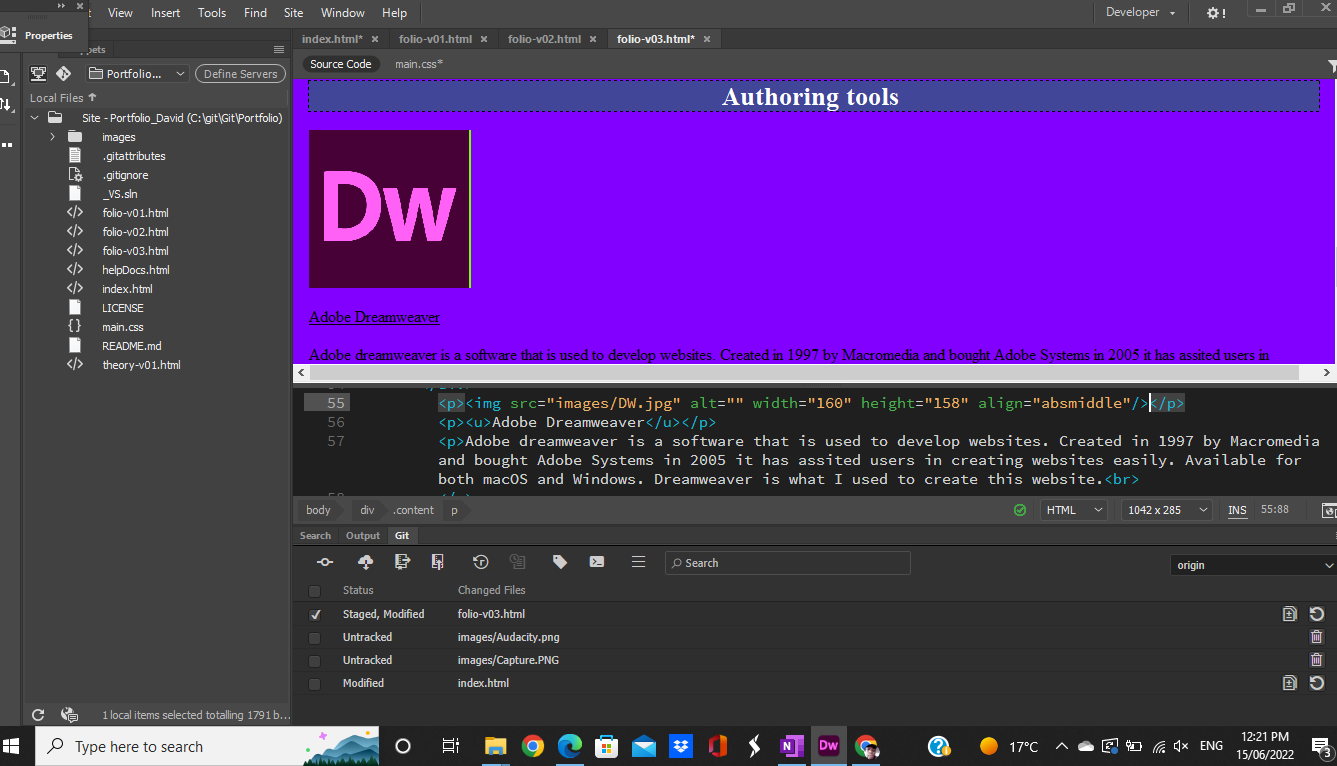 View Insert Tools Find Site Window Help
Developer
!
Properties
index.html* folio-v01.html folio-v02.html folio-v03.html*
Portfolio... Define Servers
Source Code main.css*
Local Files
Site - Portfolio_David (C:\git\Git\Portfolio)
images
.gitattributes
.gitignore
_VS.sln
folio-v01.html
folio-v02.html
folio-v03.html
helpDocs.html
index.html
LICENSE
main.css
README.md
theory-v01.html
1 local items selected totalling 1791 b...
Authoring tools
Dw
Adobe Dreamweaver
Adobe dreamweaver is a software that is used to develop websites. Created in 1997 by Macromedia and bought Adobe Systems in 2005 it has assited users in
55 <p><img src="images/DW.jpg" alt="" width="160" height="158" align="absmiddle"/></p>
56 <p><u>Adobe Dreamweaver</u></p>
57 <p>Adobe dreamweaver is a software that is used to develop websites. Created in 1997 by Macromedia
and bought Adobe Systems in 2005 it has assited users in creating websites easily. Available for
both macOS and Windows. Dreamweaver is what I used to create this website.<br>
body div .content p
HTML 1042 x 285 INS 55:88
Search Output Git
Search
origin
Status Changed Files
Staged, Modified folio-v03.html
Untracked images/Audacity.png
Untracked images/Capture.PNG
Modified index.html
Type here to search
N
Dw
17°C
ENG
12:21 PM
15/06/2022
3